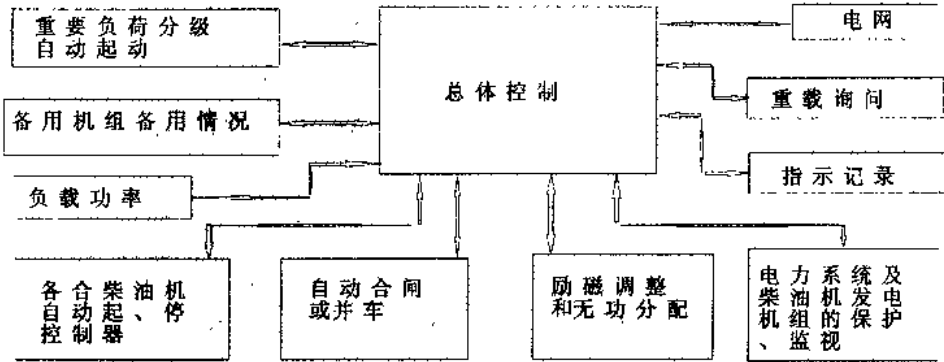 重要负荷分级
自动起动
电网
总体控制
重载询问
备用机组备用情况
指示记录
负载功率
各合柴油机
自动起、停
控制器
自动合闸
或并车
励磁调整
和无功分配
电力系统及
柴油机发电
机组的保护
、监视